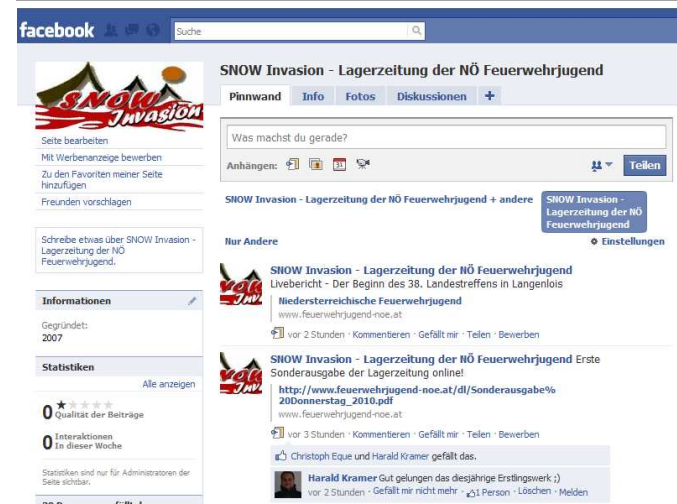 facebook
Suche
SNOW
Invasion
Seite bearbeiten
Mit Werbenanzeige bewerben
Zu den Favoriten meiner Seite
hinzufügen
Freunden vorschlagen
Schreibe etwas über SNOW Invasion -
Lagerzeitung der NÖ
Feuerwehrjugend.
Informationen
Gegründet:
2007
Statistiken
Alle anzeigen
0 Qualität der Beiträge
0 Interaktionen
In dieser Woche
Statistiken sind nur für Administratoren der
Seite sichtbar.
SNOW Invasion - Lagerzeitung der NÖ Feuerwehrjugend
Pinnwand Info Fotos Diskussionen +
Was machst du gerade?
Anhängen: 31 Teilen
SNOW Invasion - Lagerzeitung der NÖ Feuerwehrjugend + andere
SNOW Invasion -
Lagerzeitung der NÖ
Feuerwehrjugend
Nur Andere Einstellungen
SNOW Invasion - Lagerzeitung der NÖ Feuerwehrjugend
Livebericht - Der Beginn des 38. Landestreffens in Langenlois
Niedersterreichische Feuerwehrjugend
www.feuerwehrjugend-noe.at
vor 2 Stunden · Kommentieren · Gefällt mir · Teilen · Bewerben
SNOW Invasion - Lagerzeitung der NÖ Feuerwehrjugend Erste
Sonderausgabe der Lagerzeitung online!
http://www.feuerwehrjugend-noe.at/dl/Sonderausgabe%
20Donnerstag_2010.pdf
www.feuerwehrjugend-noe.at
vor 3 Stunden · Kommentieren · Gefällt mir · Teilen · Bewerben
Christoph Eque und Harald Kramer gefällt das.
Harald Kramer Gut gelungen das diesjährige Erstlingswerk ;)
vor 2 Stunden · Gefällt mir nicht mehr · 1 Person · Löschen · Melden